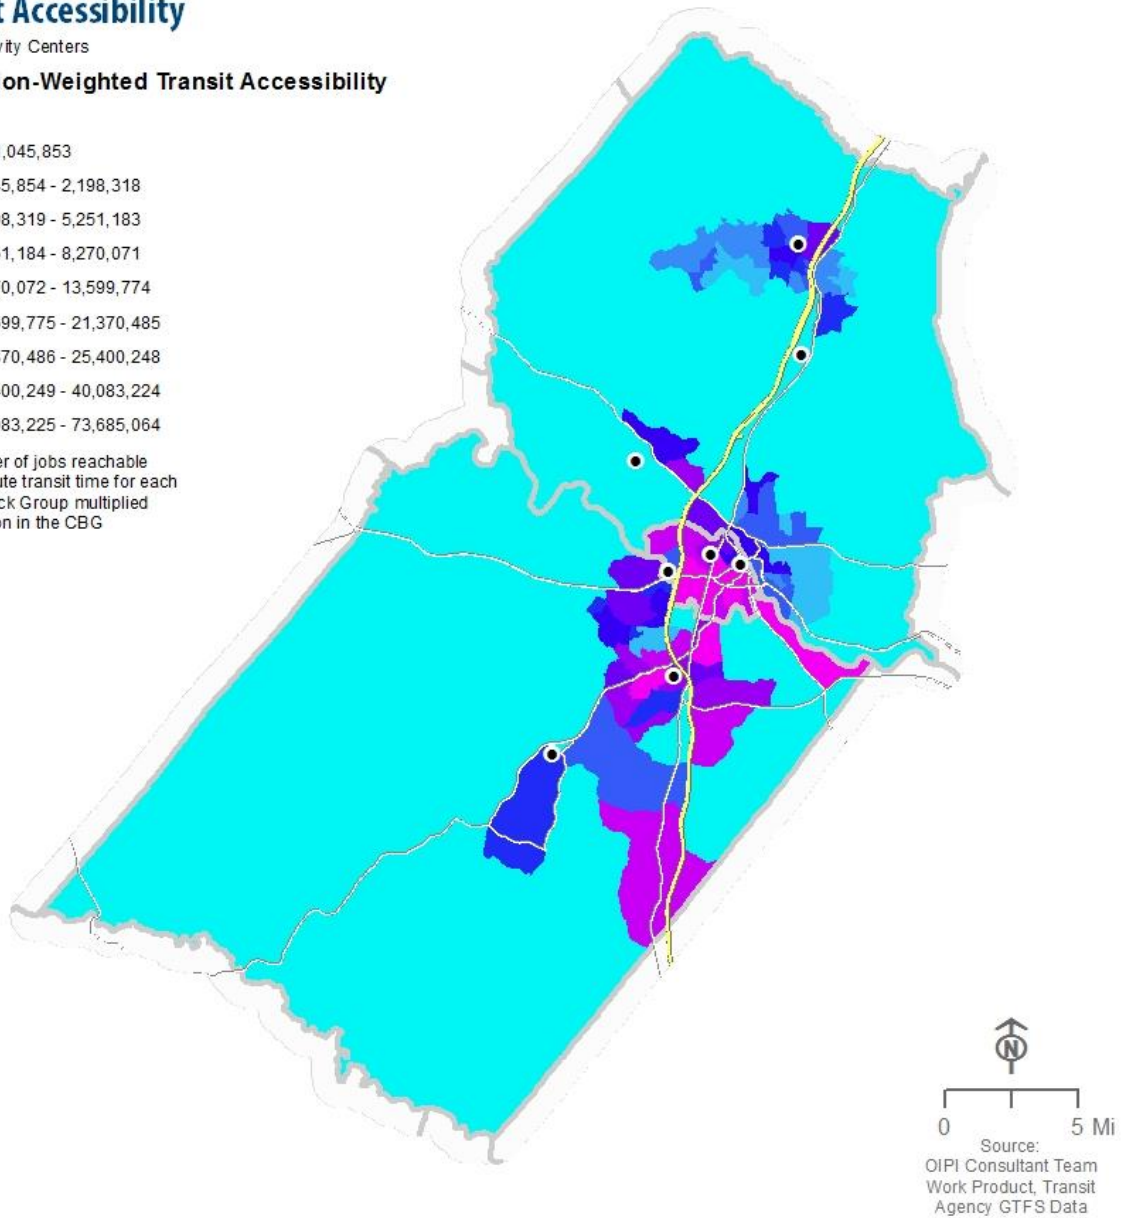 t Accessibility
vity Centers
on-Weighted Transit Accessibility
,045,853
5,854 - 2,198,318
8,319 - 5,251,183
1,184 - 8,270,071
0,072 - 13,599,774
99,775 - 21,370,485
70,486 - 25,400,248
00,249 - 40,083,224
83,225 - 73,685,064
er of jobs reachable
ute transit time for each
ck Group multiplied
on in the CBG
N
0 5 Mi
Source:
OIPI Consultant Team
Work Product, Transit
Agency GTFS Data